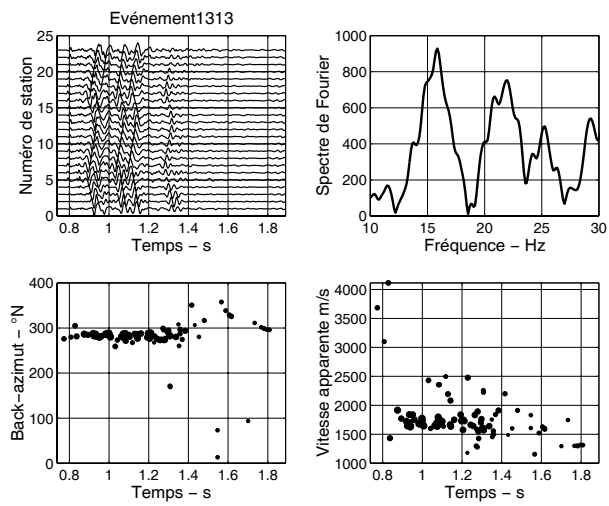 Evénement1313
Numéro de station
25
20
15
10
5
0
0.8 1 1.2 1.4 1.6 1.8
Temps – s
Spectre de Fourier
1000
800
600
400
200
0
10 15 20 25 30
Fréquence – Hz
Back–azimut – °N
400
300
200
100
0
0.8 1 1.2 1.4 1.6 1.8
Temps – s
Vitesse apparente m/s
4000
3500
3000
2500
2000
1500
1000
0.8 1 1.2 1.4 1.6 1.8
Temps – s